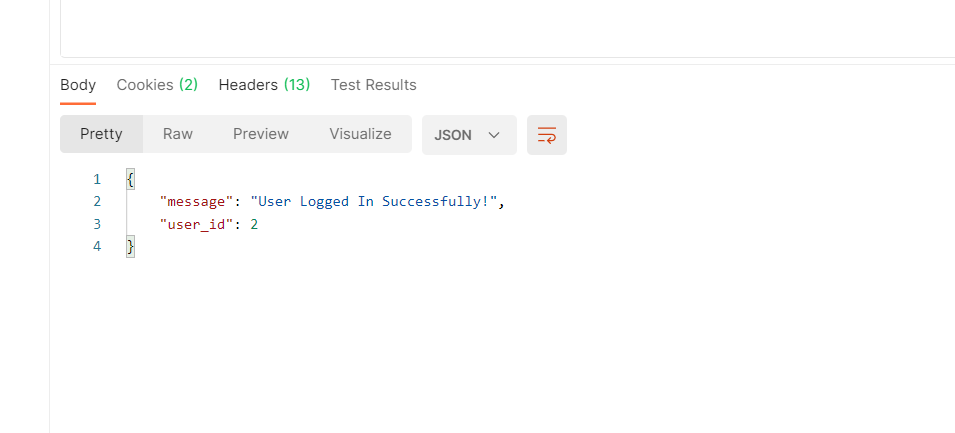 Body Cookies (2) Headers (13) Test Results
Pretty Raw Preview Visualize JSON
1 {
2 "message": "User Logged In Successfully!",
3 "user_id": 2
4 }